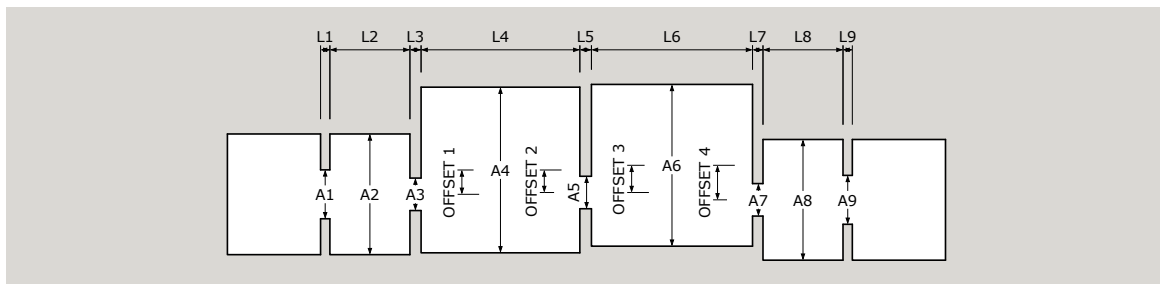 L1 L2 L3 L4 L5 L6 L7 L8 L9
OFFSET 1
OFFSET 2
OFFSET 3
OFFSET 4
A1 A2 A3 A4 A5 A6 A7 A8 A9